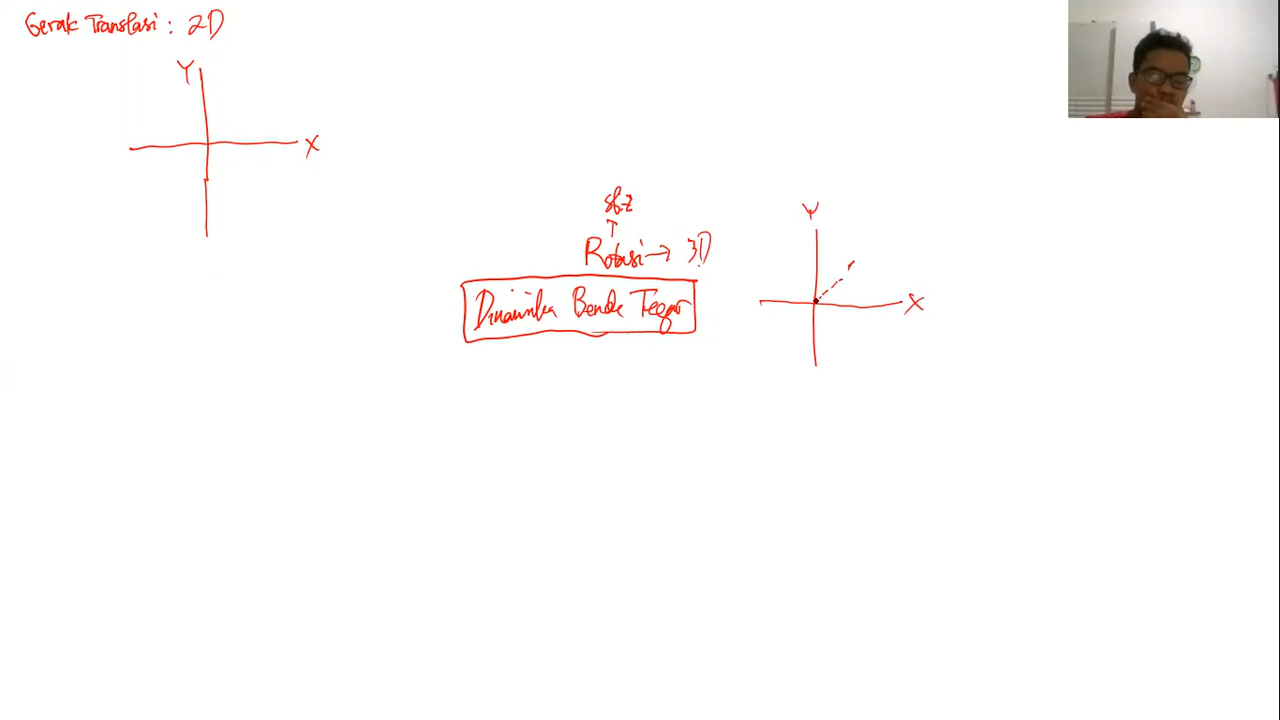 Gerak Translasi : 2D
Y
X
sb.z
↑
Rotasi → 3D
Dinamika Benda Tegar
Y
X